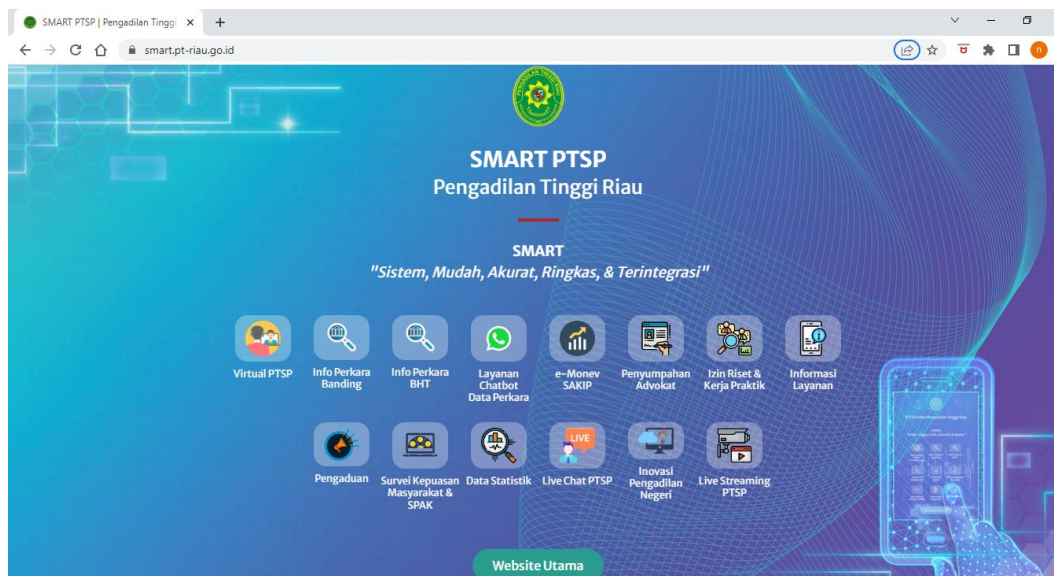 SMART PTSP | Pengadilan Tinggi
smart.pt-riau.go.id
n
SMART PTSP
Pengadilan Tinggi Riau
SMART
"Sistem, Mudah, Akurat, Ringkas, & Terintegrasi"
Virtual PTSP
Info Perkara
Banding
Info Perkara
BHT
Layanan
Chatbot
Data Perkara
e-Monev
SAKIP
Penyumpahan
Advokat
Izin Riset &
Kerja Praktik
Informasi
Layanan
Pengaduan
Survei Kepuasan
Masyarakat &
SPAK
Data Statistik
LIVE
Live Chat PTSP
Inovasi
Pengadilan
Negeri
Live Streaming
PTSP
Website Utama